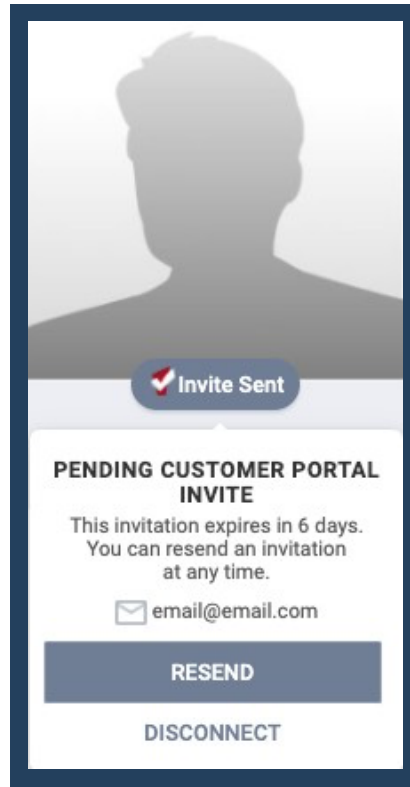 Invite Sent
PENDING CUSTOMER PORTAL
INVITE
This invitation expires in 6 days.
You can resend an invitation
at any time.
email@email.com
RESEND
DISCONNECT